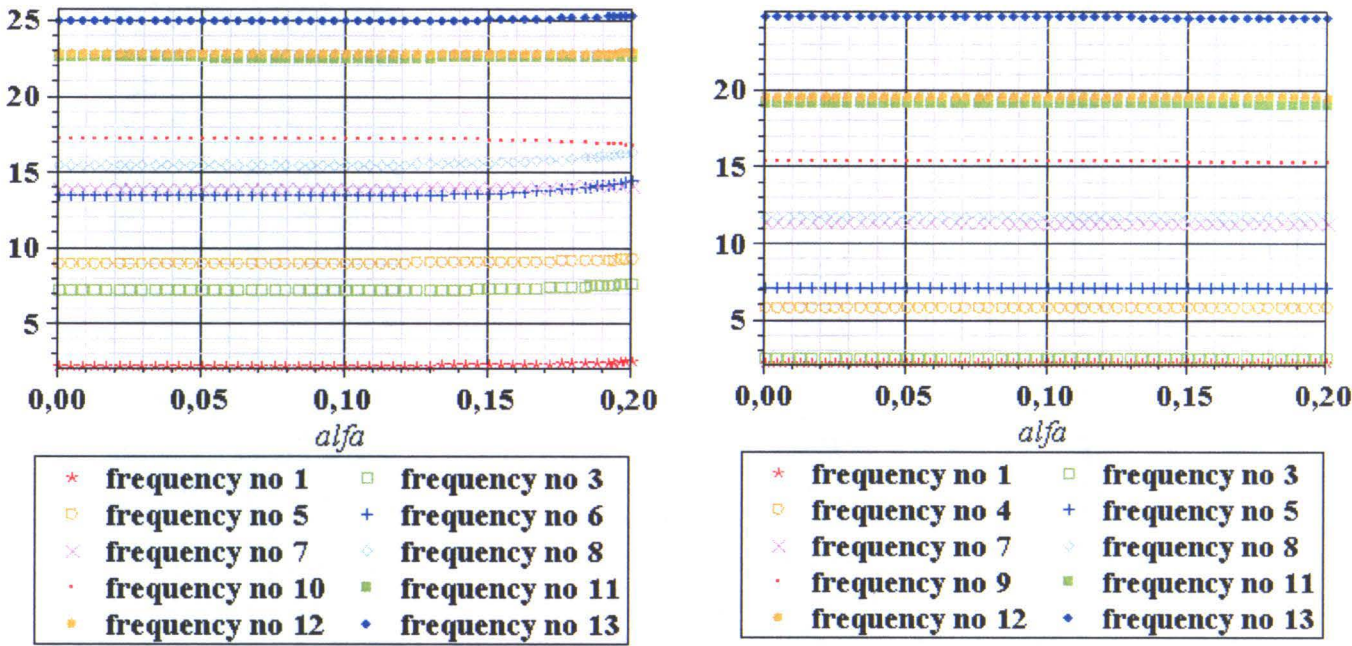 25
20
15
10
5
0,00 0,05 0,10 0,15 0,20
alfa
frequency no 1 frequency no 3
frequency no 5 frequency no 6
frequency no 7 frequency no 8
frequency no 10 frequency no 11
frequency no 12 frequency no 13
20
15
10
5
0,00 0,05 0,10 0,15 0,20
alfa
frequency no 1 frequency no 3
frequency no 4 frequency no 5
frequency no 7 frequency no 8
frequency no 9 frequency no 11
frequency no 12 frequency no 13